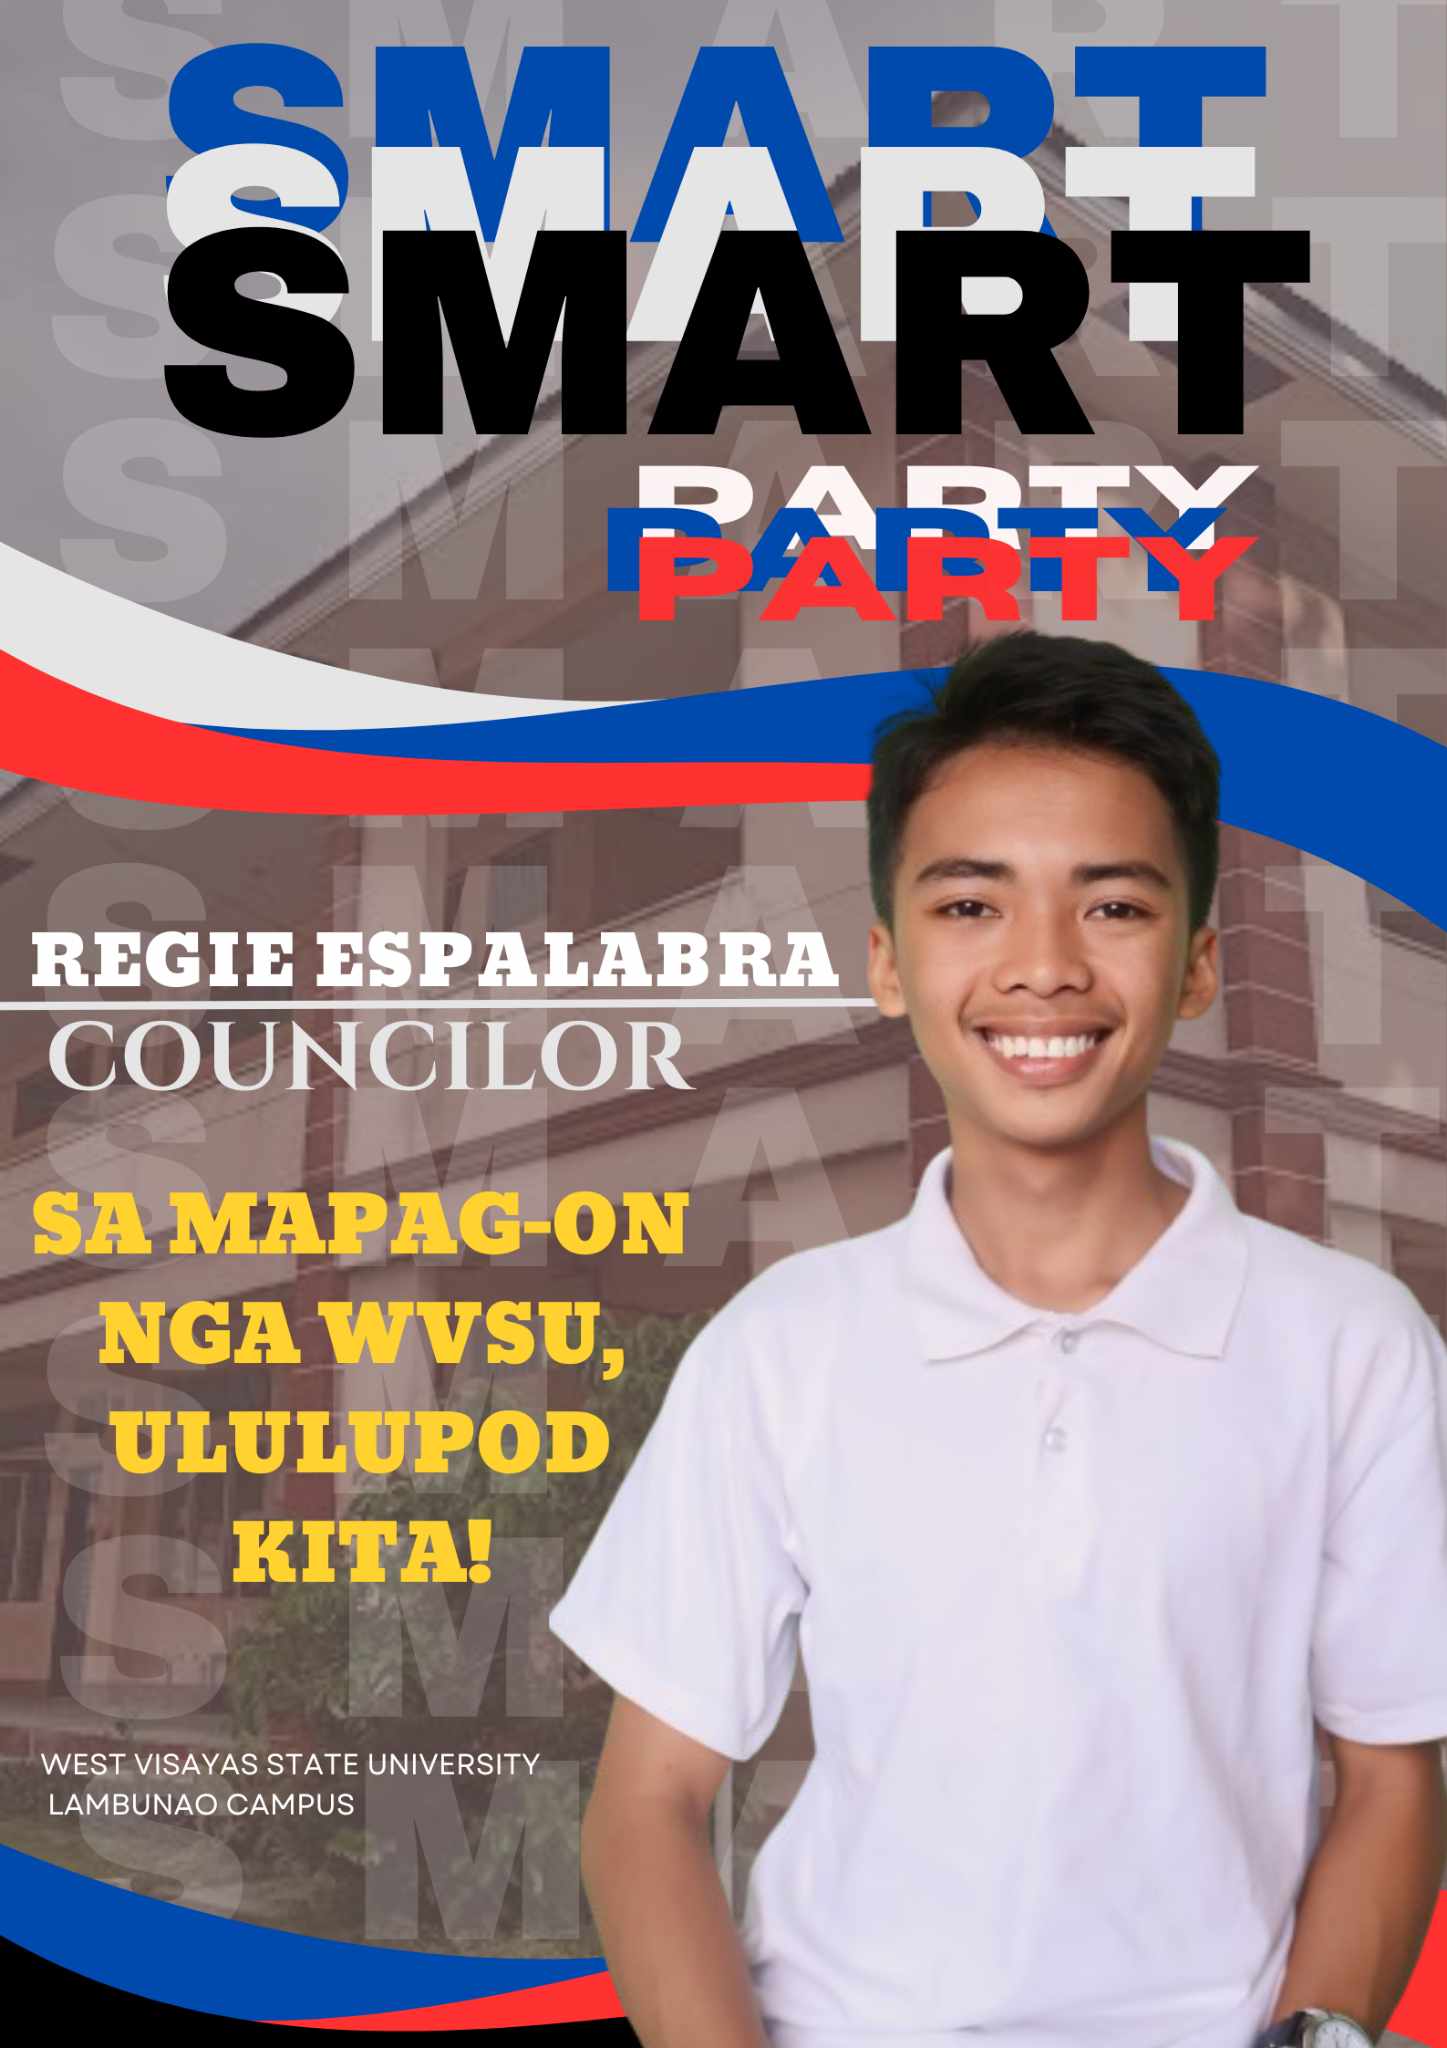 SMART
SMART
SMART
PARTY
PARTY
PARTY
REGIE ESPALABRA
COUNCILOR
SA MAPAG-ON
NGA WVSU,
ULULUPOD
KITA!
WEST VISAYAS STATE UNIVERSITY
LAMBUNAO CAMPUS
S M A R T
S M A R T
S M A R T
S M A R T
S M A R T
S M A T
S M
S M
S M A